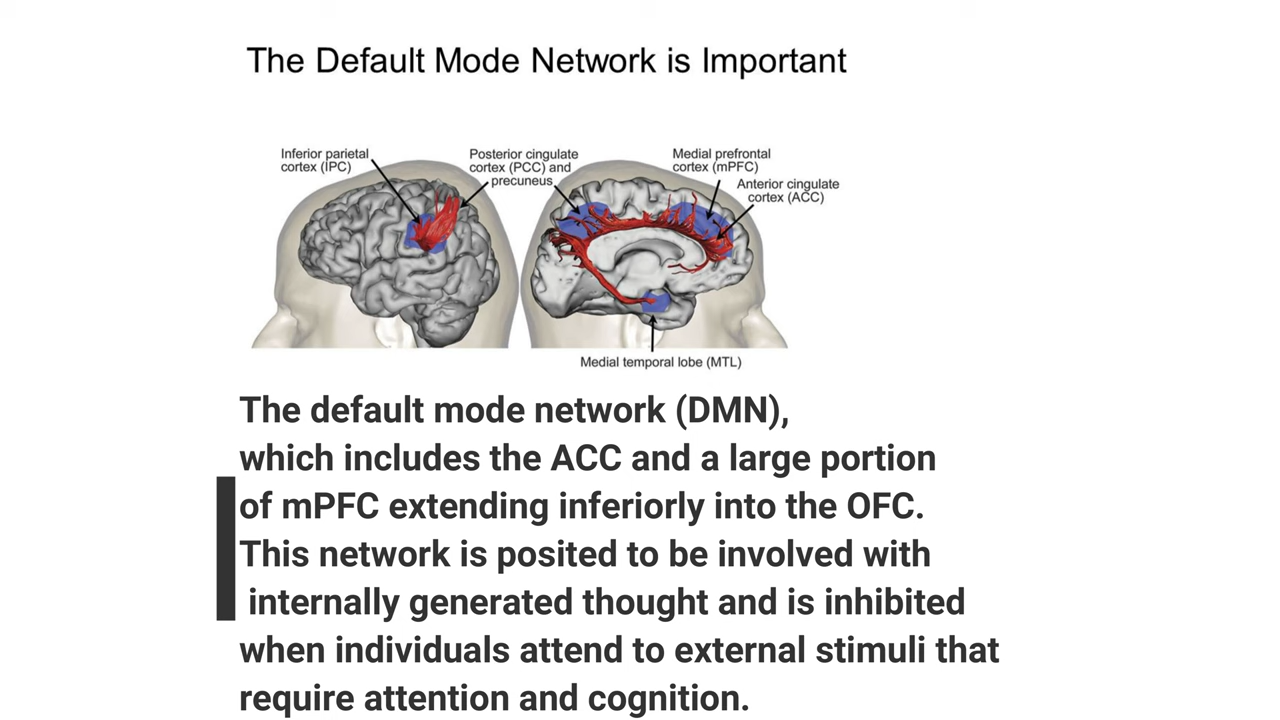 The Default Mode Network is Important
Inferior parietal
cortex (IPC)
Posterior cingulate
cortex (PCC) and
precuneus
Medial prefrontal
cortex (mPFC)
Anterior cingulate
cortex (ACC)
Medial temporal lobe (MTL)
The default mode network (DMN),
which includes the ACC and a large portion
of mPFC extending inferiorly into the OFC.
This network is posited to be involved with
internally generated thought and is inhibited
when individuals attend to external stimuli that
require attention and cognition.